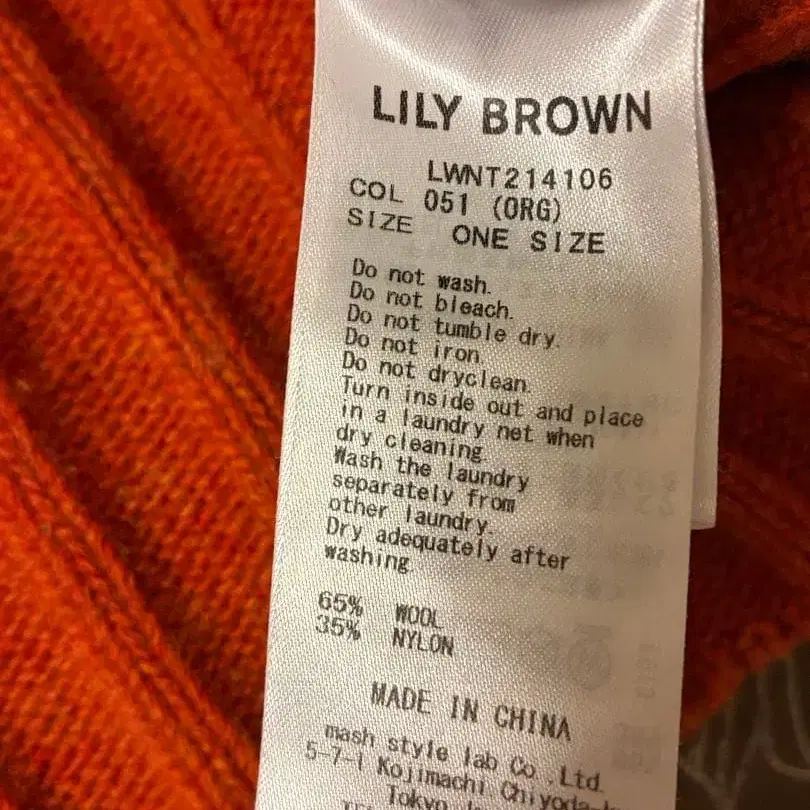 LILY BROWN
LWNT214106
COL 051 (ORG)
SIZE ONE SIZE
Do not wash.
Do not bleach.
Do not tumble dry.
Do not iron.
Do not dryclean.
Turn inside out and place
in a laundry net when
dry cleaning.
Wash the laundry
separately from
other laundry.
Dry adequately after
washing.
65% WOOL
35% NYLON
MADE IN CHINA
mash style lab Co.,Ltd.
5-7-1 Kojimachi Chiyoda-
Tokyo